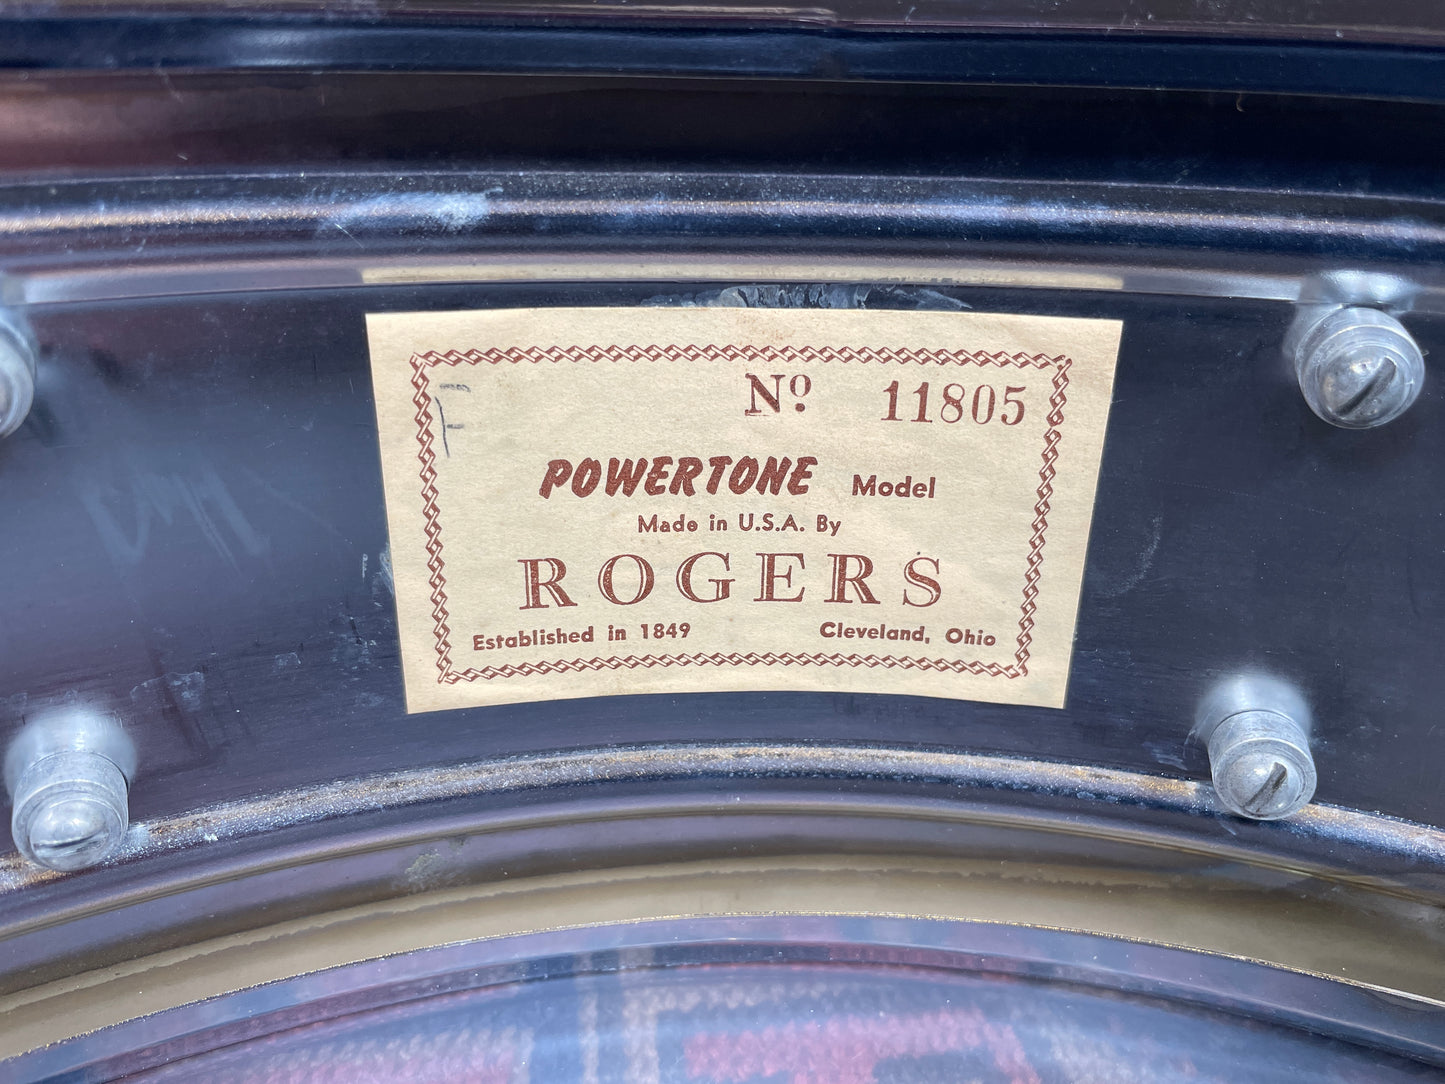 Nº 11805
F
POWERTONE Model
Made in U.S.A. By
ROGERS
Established in 1849 Cleveland, Ohio